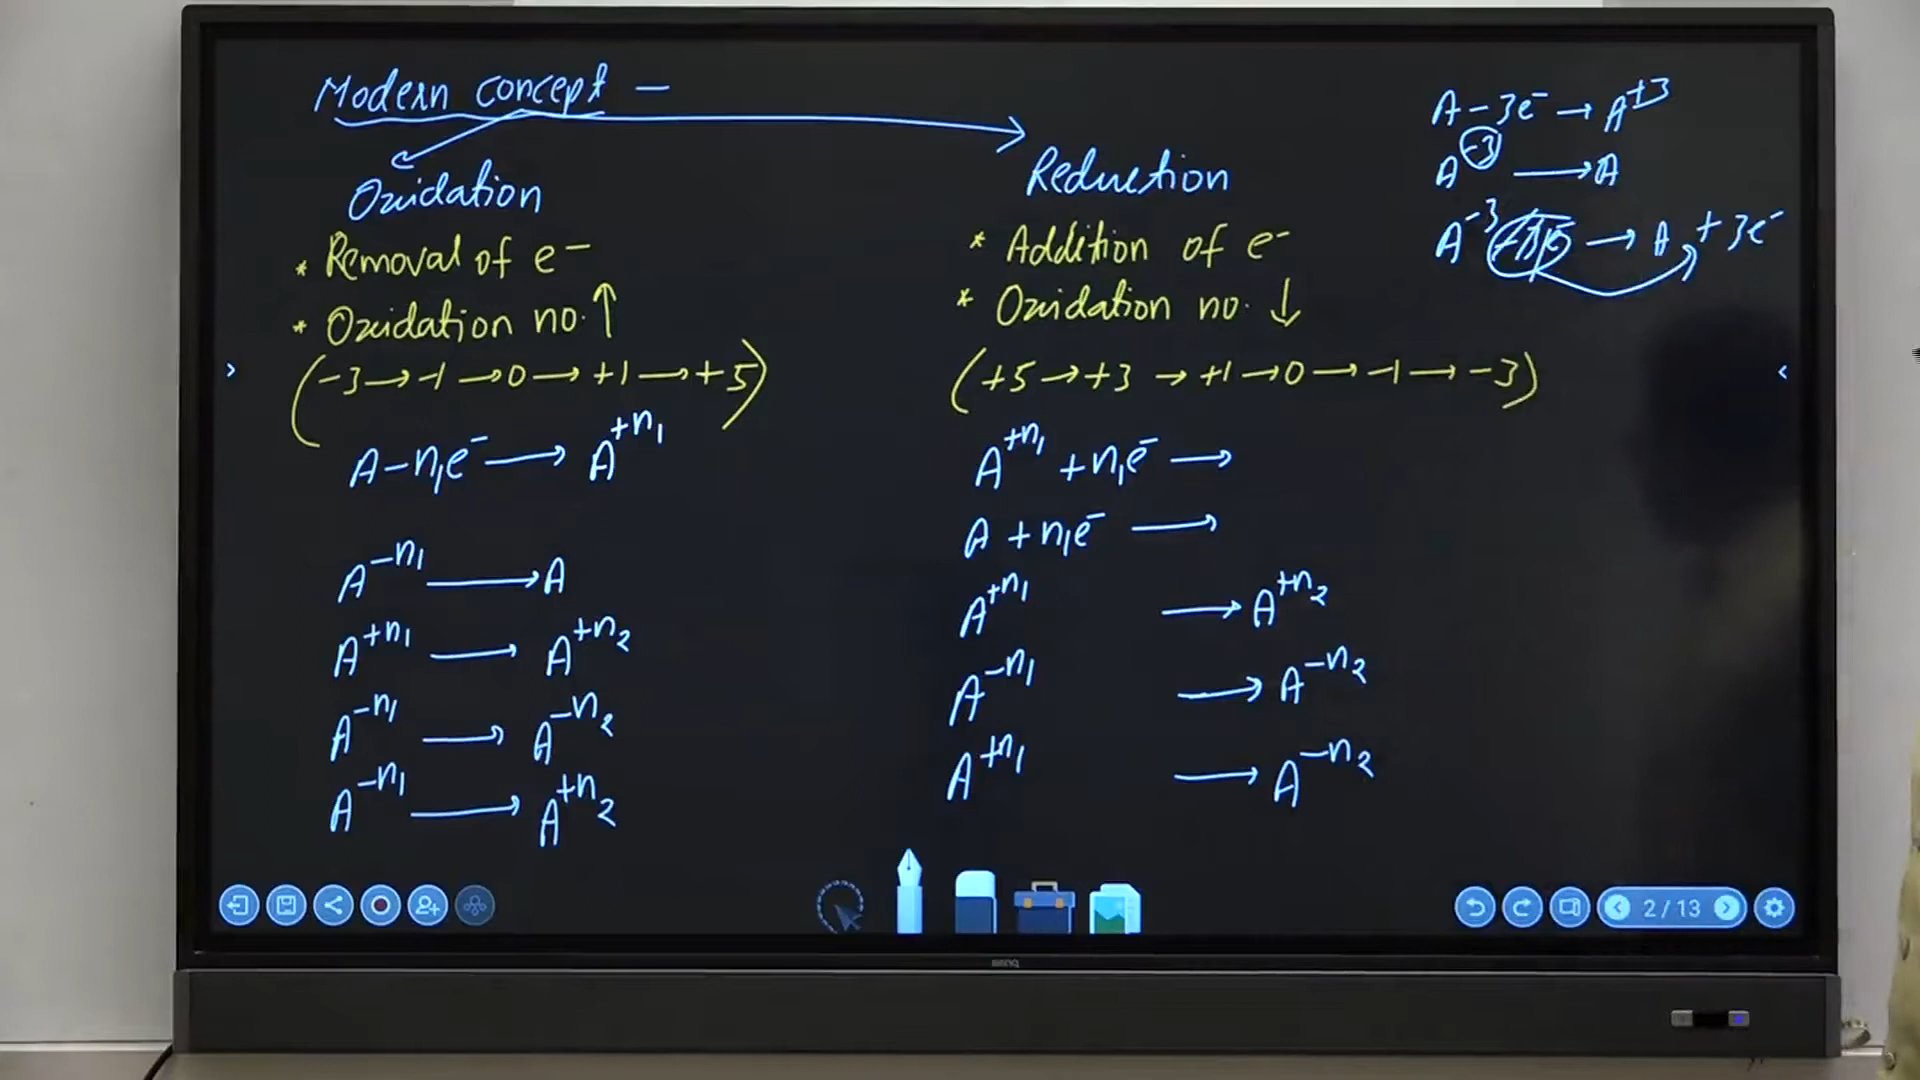 Modern concept –
Oxidation
* Removal of e⁻
* Oxidation no. ↑
(-3 → -1 → 0 → +1 → +5)
A – n₁e⁻ → A⁺ⁿ¹
A⁻ⁿ¹ → A
A⁺ⁿ¹ → A⁺ⁿ²
A⁻ⁿ¹ → A⁻ⁿ²
A⁻ⁿ¹ → A⁺ⁿ²
Reduction
* Addition of e⁻
* Oxidation no. ↓
(+5 → +3 → +1 → 0 → -1 → -3)
A⁺ⁿ¹ + n₁e⁻ →
A + n₁e⁻ →
A⁺ⁿ¹ → A⁺ⁿ²
A⁻ⁿ¹ → A⁻ⁿ²
A⁺ⁿ¹ → A⁻ⁿ²
A – 3e⁻ → A⁺³
A⁻³ → A
A⁻³ → A + 3e⁻
2/13
BenQ